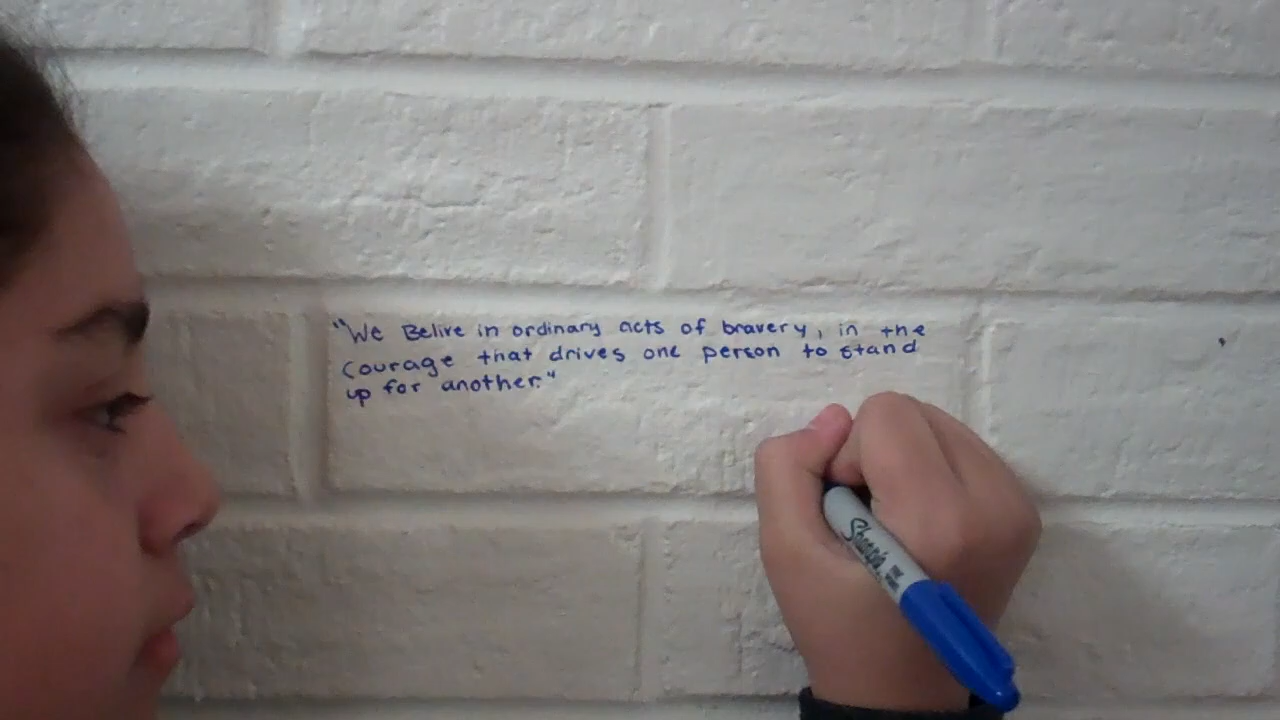 "We Belive in ordinary acts of bravery, in the
courage that drives one person to stand
up for another."
Sharpie